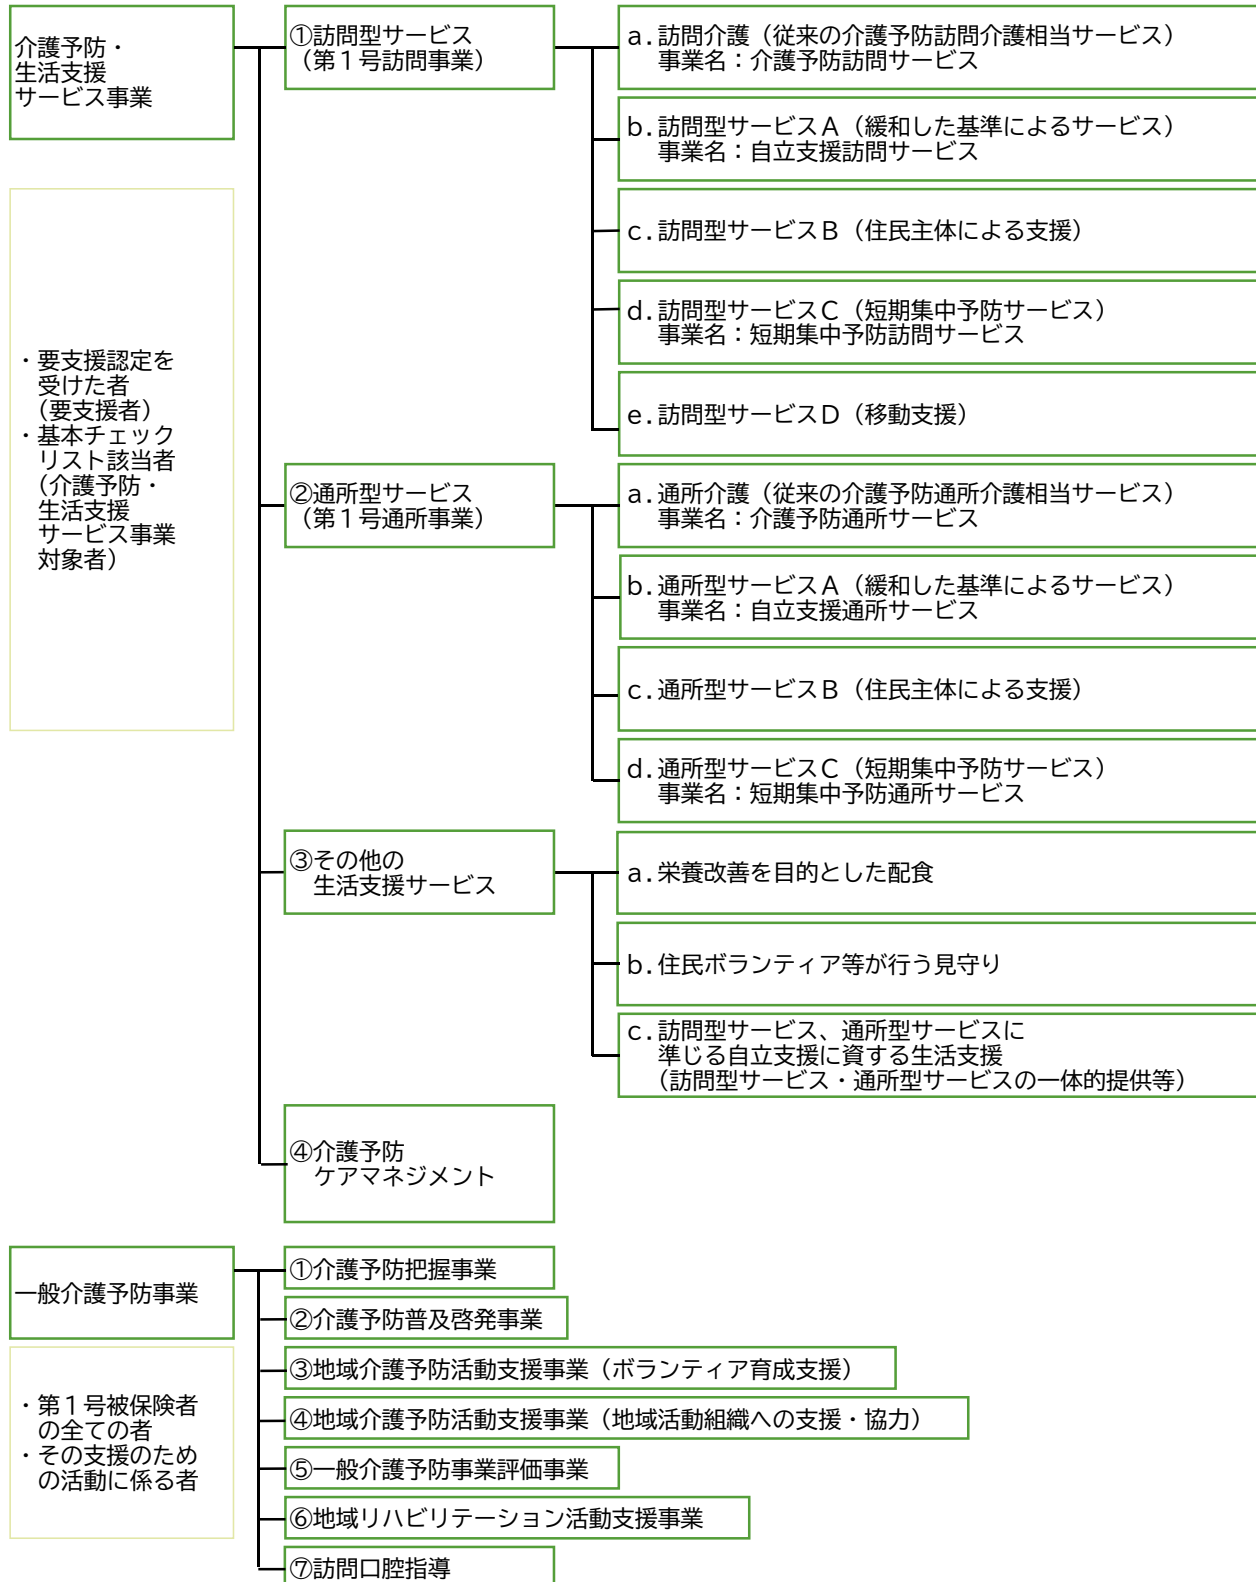 介護予防・
生活支援
サービス事業
・要支援認定を
受けた者
（要支援者）
・基本チェック
リスト該当者
（介護予防・
生活支援
サービス事業
対象者）
①訪問型サービス
（第１号訪問事業）
a．訪問介護（従来の介護予防訪問介護相当サービス）
事業名：介護予防訪問サービス
b．訪問型サービスＡ（緩和した基準によるサービス）
事業名：自立支援訪問サービス
c．訪問型サービスＢ（住民主体による支援）
d．訪問型サービスＣ（短期集中予防サービス）
事業名：短期集中予防訪問サービス
e．訪問型サービスＤ（移動支援）
②通所型サービス
（第１号通所事業）
a．通所介護（従来の介護予防通所介護相当サービス）
事業名：介護予防通所サービス
b．通所型サービスＡ（緩和した基準によるサービス）
事業名：自立支援通所サービス
c．通所型サービスＢ（住民主体による支援）
d．通所型サービスＣ（短期集中予防サービス）
事業名：短期集中予防通所サービス
③その他の
生活支援サービス
a．栄養改善を目的とした配食
b．住民ボランティア等が行う見守り
c．訪問型サービス、通所型サービスに
準じる自立支援に資する生活支援
（訪問型サービス・通所型サービスの一体的提供等）
④介護予防
ケアマネジメント
一般介護予防事業
・第１号被保険者
の全ての者
・その支援のため
の活動に係る者
①介護予防把握事業
②介護予防普及啓発事業
③地域介護予防活動支援事業（ボランティア育成支援）
④地域介護予防活動支援事業（地域活動組織への支援・協力）
⑤一般介護予防事業評価事業
⑥地域リハビリテーション活動支援事業
⑦訪問口腔指導